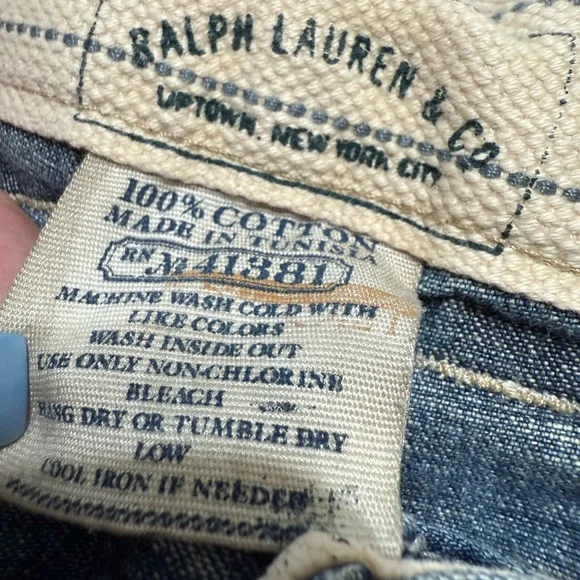 RALPH LAUREN & Co.
UPTOWN, NEW YORK CITY
100% COTTON
MADE IN TUNISIA
RN No 41381
MACHINE WASH COLD WITH
LIKE COLORS
WASH INSIDE OUT
USE ONLY NON-CHLORINE
BLEACH
HANG DRY OR TUMBLE DRY
LOW
COOL IRON IF NEEDED